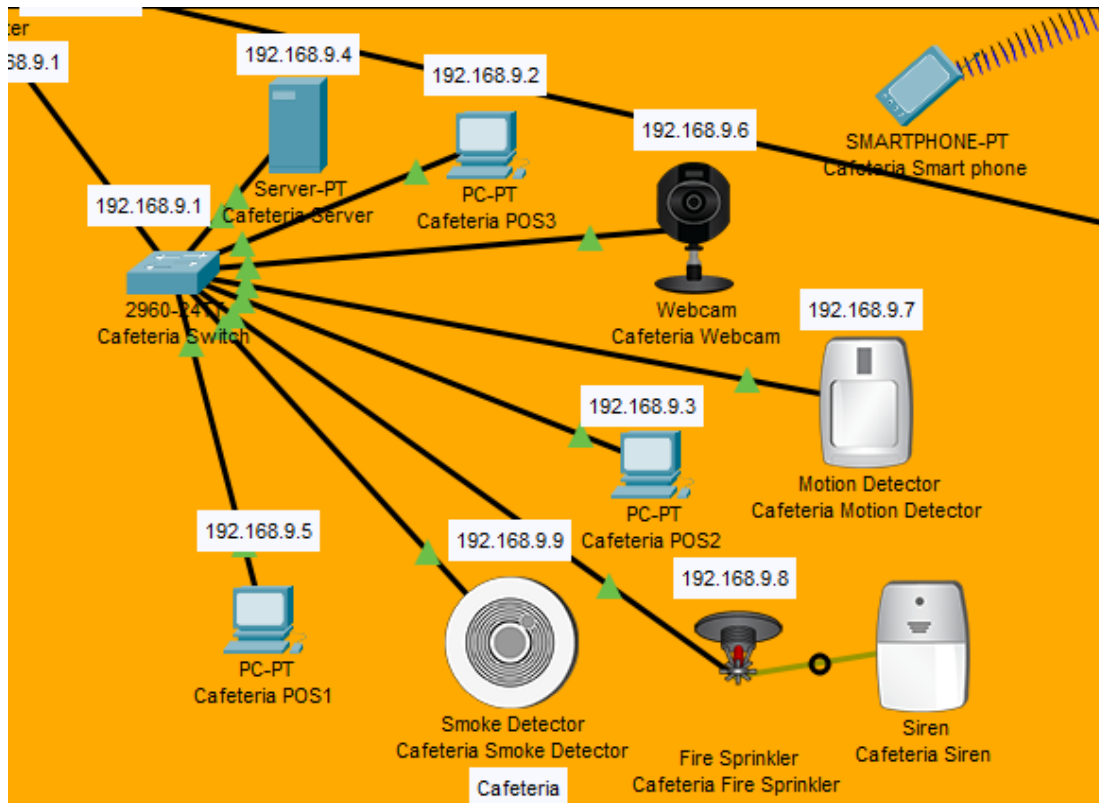 ter
68.9.1
192.168.9.4
Server-PT
Cafeteria Server
192.168.9.2
PC-PT
Cafeteria POS3
192.168.9.6
Webcam
Cafeteria Webcam
SMARTPHONE-PT
Cafeteria Smart phone
192.168.9.1
2960-24TT
Cafeteria Switch
192.168.9.7
Motion Detector
Cafeteria Motion Detector
192.168.9.3
PC-PT
Cafeteria POS2
192.168.9.5
PC-PT
Cafeteria POS1
192.168.9.9
Smoke Detector
Cafeteria Smoke Detector
192.168.9.8
Fire Sprinkler
Cafeteria Fire Sprinkler
Siren
Cafeteria Siren
Cafeteria